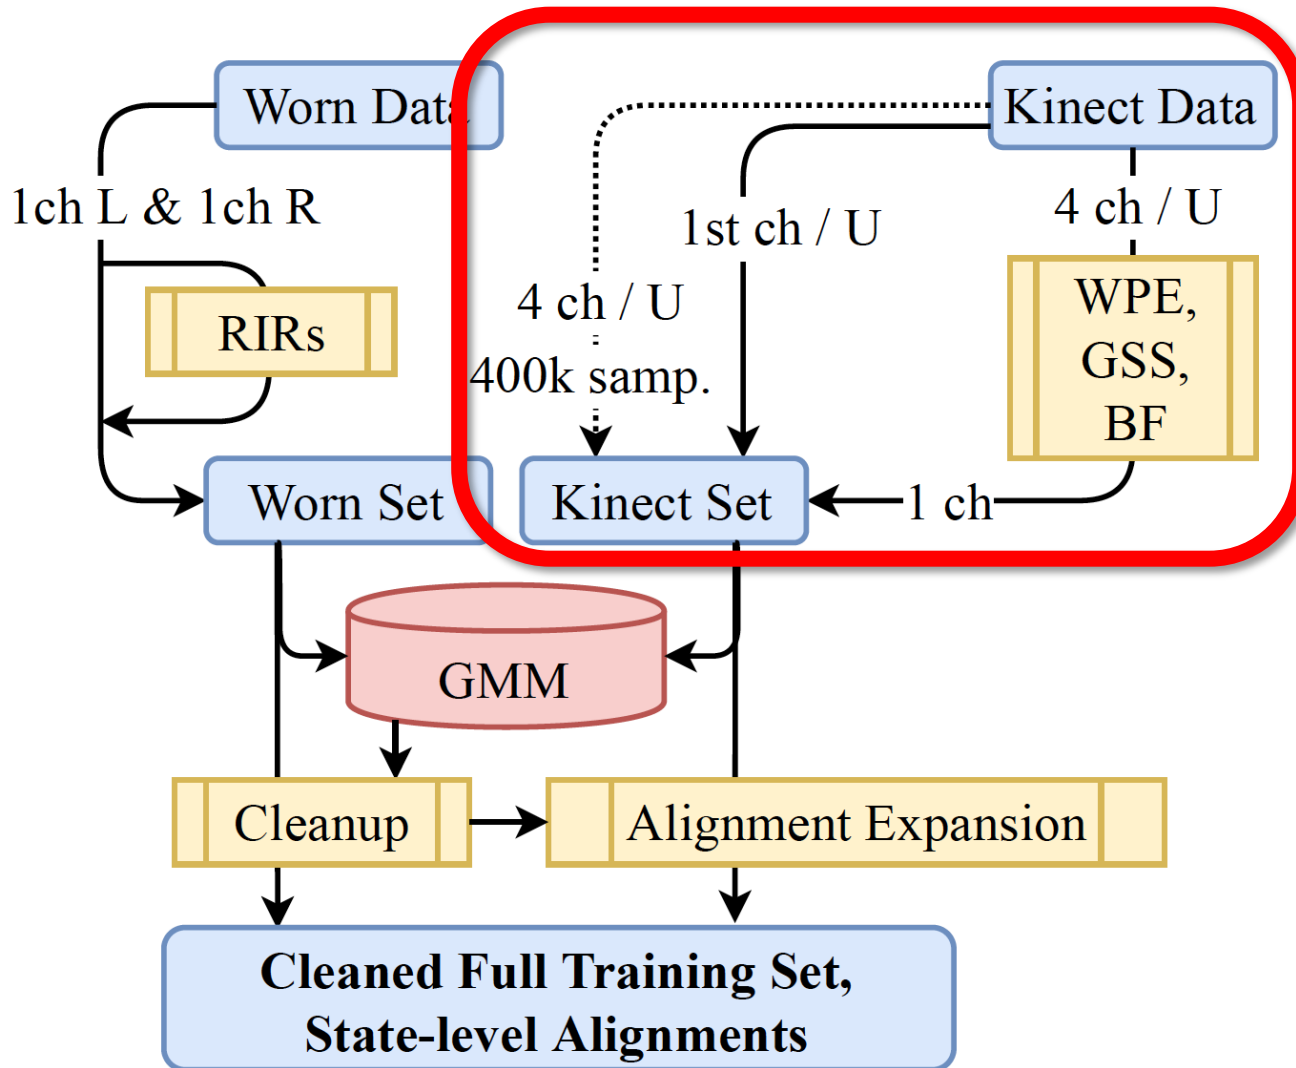 Worn Data
Kinect Data
1ch L & 1ch R
1st ch / U
4 ch / U
RIRs
4 ch / U
400k samp.
WPE,
GSS,
BF
Worn Set
Kinect Set
1 ch
GMM
Cleanup
Alignment Expansion
Cleaned Full Training Set,
State-level Alignments